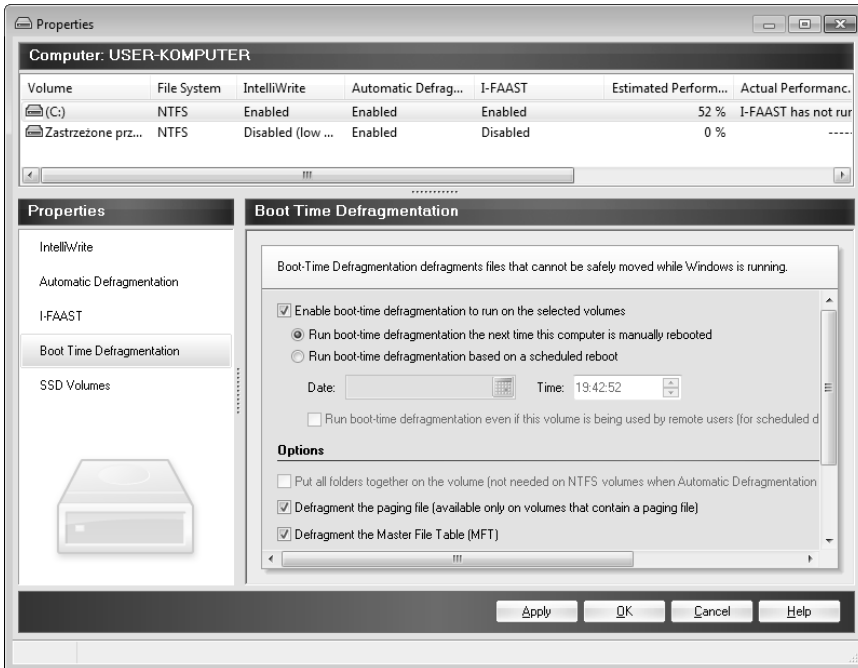 Properties
Computer: USER-KOMPUTER
Volume File System IntelliWrite Automatic Defrag... I-FAAST Estimated Perform... Actual Performanc.
(C:) NTFS Enabled Enabled Enabled 52 % I-FAAST has not rur
Zastrzeżone prz... NTFS Disabled (low ... Enabled Disabled 0 % ----
Properties
IntelliWrite
Automatic Defragmentation
I-FAAST
Boot Time Defragmentation
SSD Volumes
Boot Time Defragmentation
Boot-Time Defragmentation defragments files that cannot be safely moved while Windows is running.
Enable boot-time defragmentation to run on the selected volumes
Run boot-time defragmentation the next time this computer is manually rebooted
Run boot-time defragmentation based on a scheduled reboot
Date: Time: 19:42:52
Run boot-time defragmentation even if this volume is being used by remote users (for scheduled d
Options
Put all folders together on the volume (not needed on NTFS volumes when Automatic Defragmentation
Defragment the paging file (available only on volumes that contain a paging file)
Defragment the Master File Table (MFT)
Apply OK Cancel Help